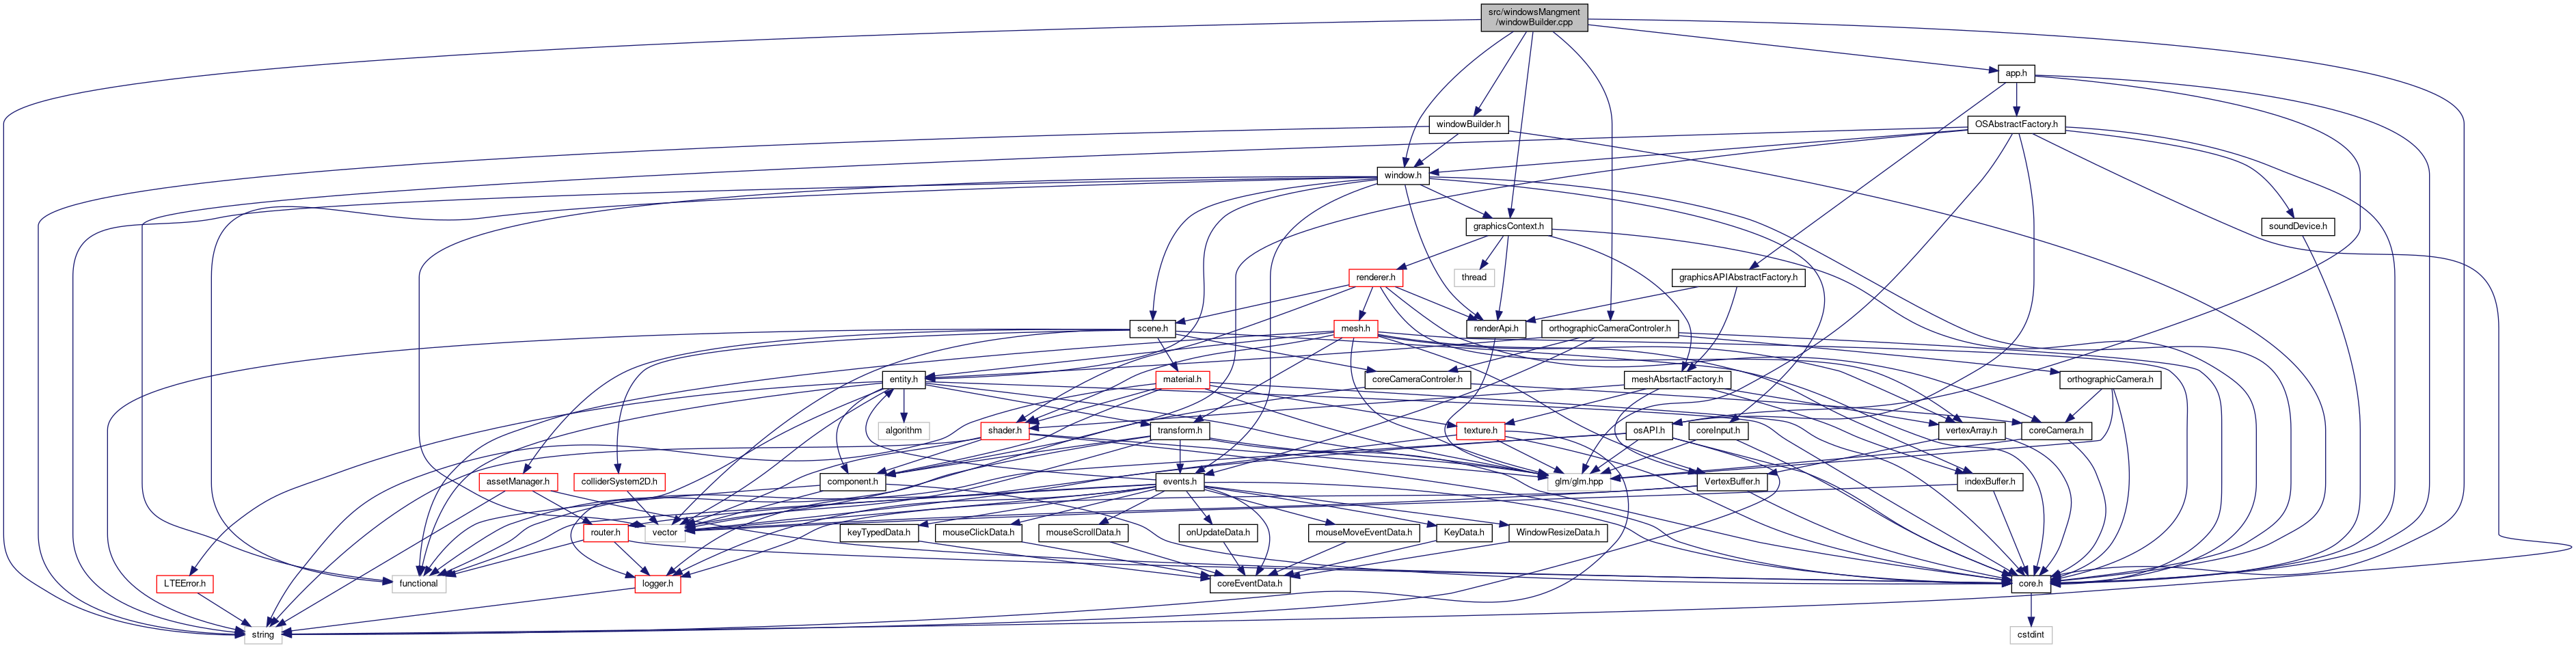 src/windowsMangment
/windowBuilder.cpp
app.h
windowBuilder.h
OSAbstractFactory.h
window.h
graphicsContext.h
soundDevice.h
renderer.h
thread
graphicsAPIAbstractFactory.h
scene.h
mesh.h
renderApi.h
orthographicCameraControler.h
entity.h
material.h
coreCameraControler.h
meshAbsrtactFactory.h
orthographicCamera.h
algorithm
shader.h
transform.h
texture.h
osAPI.h
coreInput.h
vertexArray.h
coreCamera.h
assetManager.h
colliderSystem2D.h
component.h
events.h
glm/glm.hpp
VertexBuffer.h
indexBuffer.h
router.h
vector
keyTypedData.h
mouseClickData.h
mouseScrollData.h
onUpdateData.h
mouseMoveEventData.h
KeyData.h
WindowResizeData.h
LTEError.h
functional
logger.h
coreEventData.h
core.h
string
cstdint